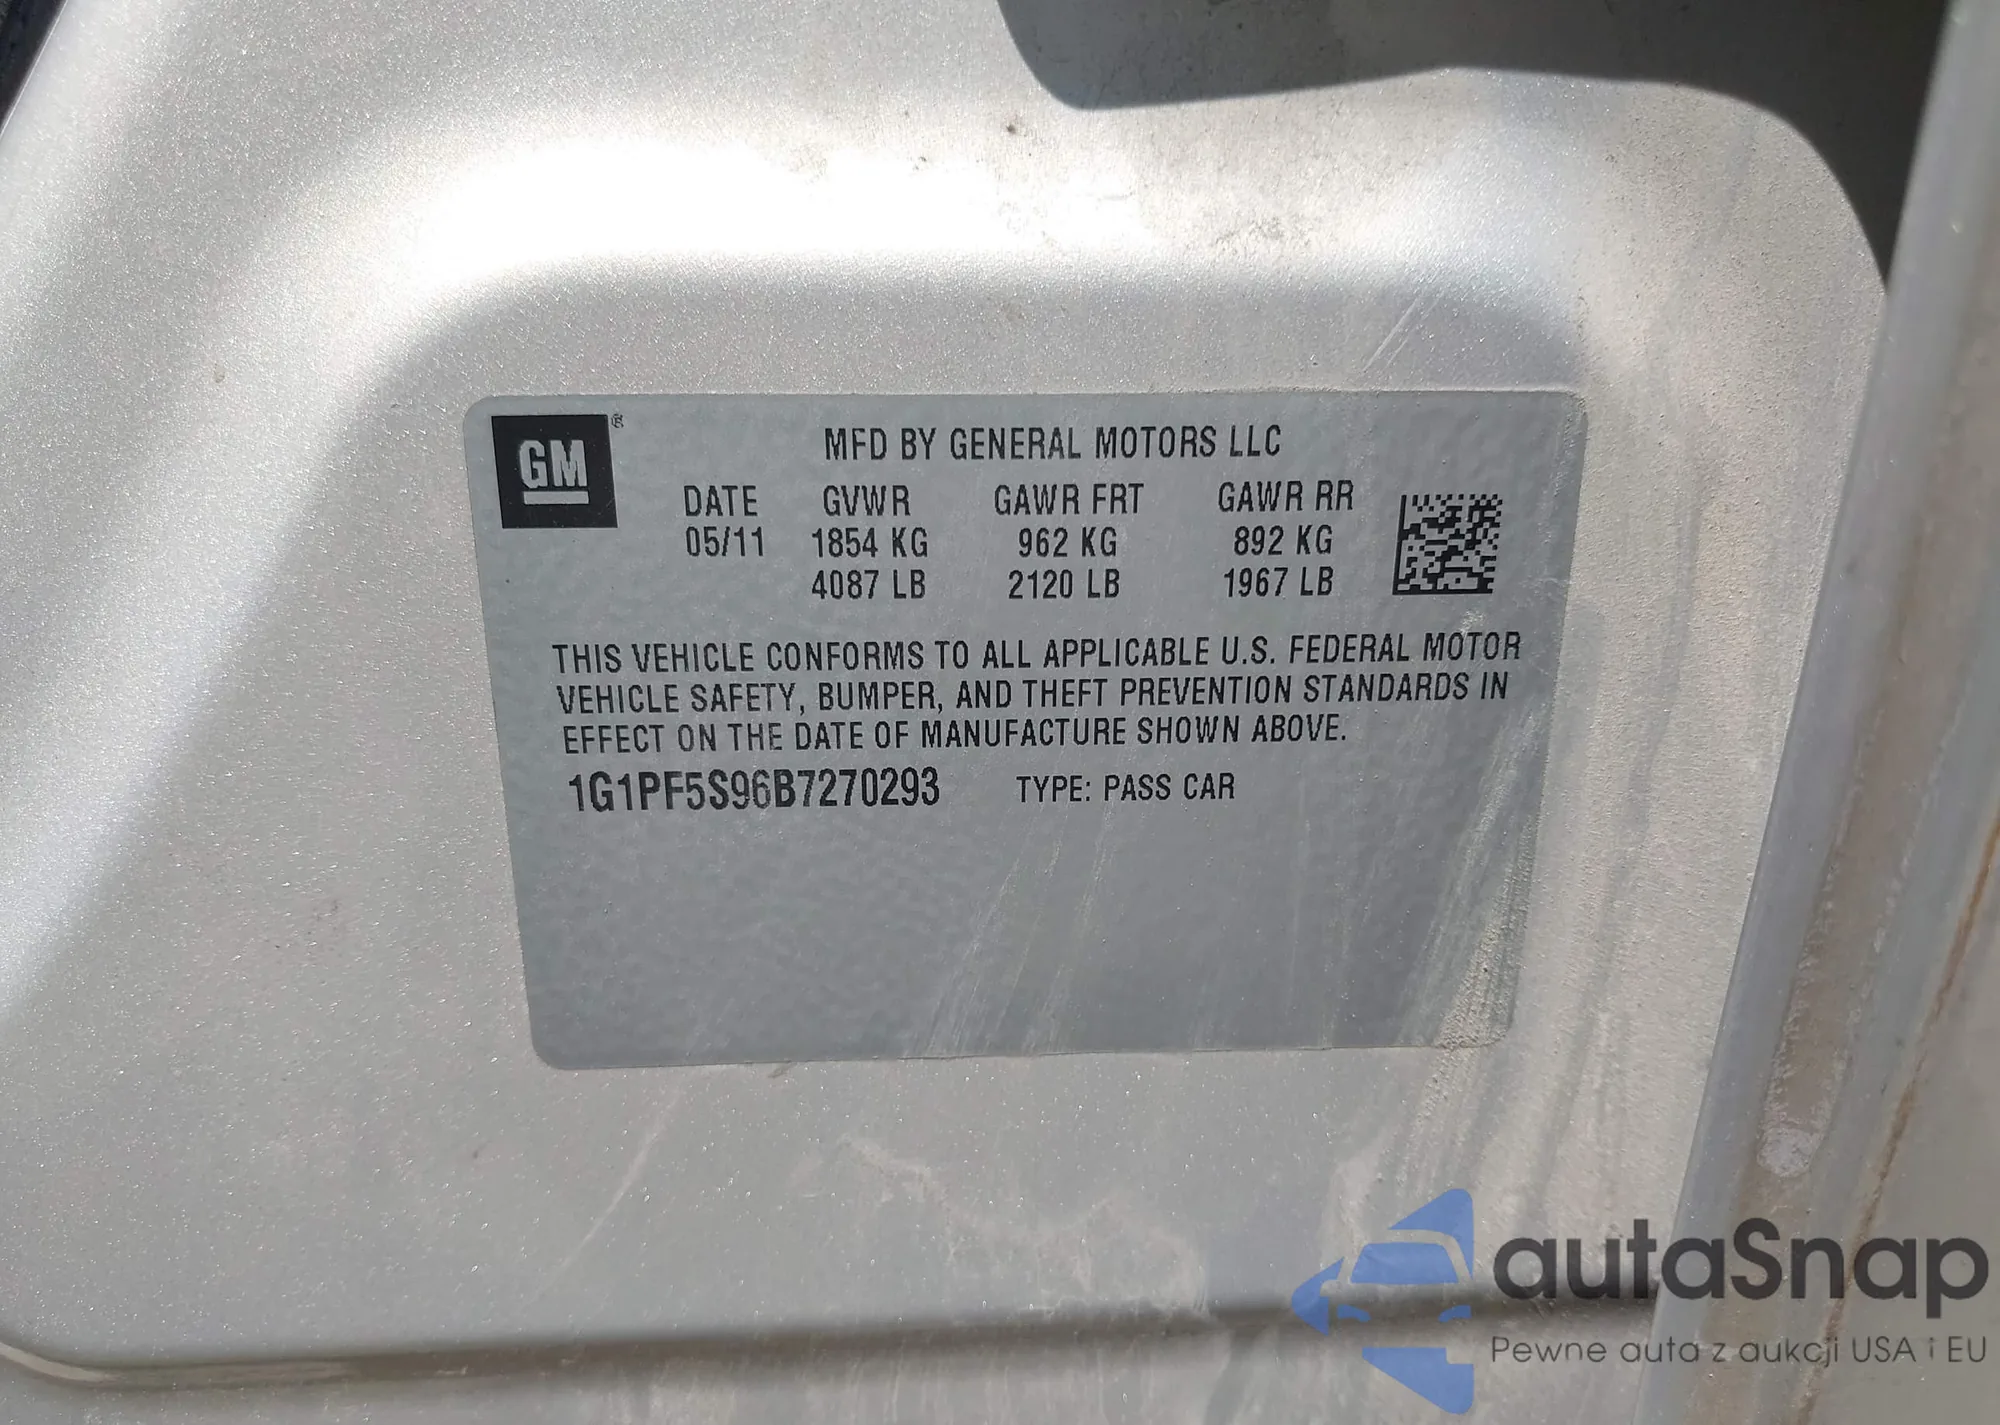 GM ®
MFD BY GENERAL MOTORS LLC
DATE GVWR GAWR FRT GAWR RR
05/11 1854 KG 962 KG 892 KG
4087 LB 2120 LB 1967 LB
THIS VEHICLE CONFORMS TO ALL APPLICABLE U.S. FEDERAL MOTOR
VEHICLE SAFETY, BUMPER, AND THEFT PREVENTION STANDARDS IN
EFFECT ON THE DATE OF MANUFACTURE SHOWN ABOVE.
1G1PF5S96B7270293 TYPE: PASS CAR
autaSnap
Pewne auta z aukcji USA i EU